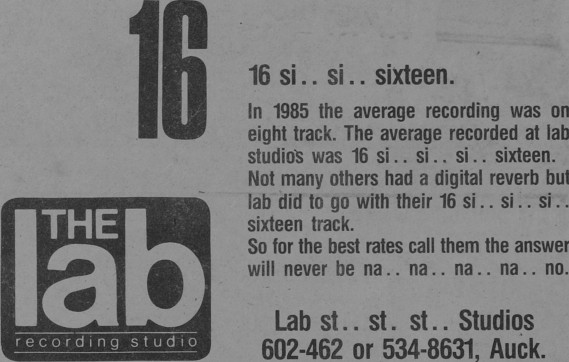 16
16 si.. si.. sixteen.
In 1985 the average recording was on
eight track. The average recorded at lab
studios was 16 si.. si.. si.. sixteen.
Not many others had a digital reverb but
lab did to go with their 16 si.. si.. si..
sixteen track.
So for the best rates call them the answer
will never be na.. na.. na.. na.. no.
THE
lab
recording studio
Lab st.. st. st.. Studios
602-462 or 534-8631, Auck.